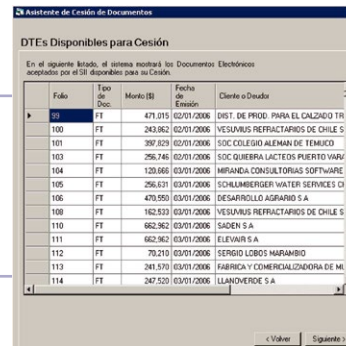 Asistente de Cesión de Documentos
DTEs Disponibles para Cesión
En el siguiente listado, el sistema mostrará los Documentos Electrónicos
aceptados por el SII disponibles para su Cesión.
Folio Tipo de Doc. Monto ($) Fecha de Emisión Cliente o Deudor
99 FT 471,015 02/01/2006 DIST. DE PROD. PARA EL CALZADO TR
100 FT 243,862 02/01/2006 VESUVIUS REFRACTARIOS DE CHILE S
101 FT 397,829 02/01/2006 SOC COLEGIO ALEMAN DE TEMUCO
103 FT 256,746 02/01/2006 SOC QUIEBRA LACTEOS PUERTO VARA
104 FT 120,666 03/01/2006 MIRANDA CONSULTORIAS SOFTWARE
105 FT 256,631 03/01/2006 SCHLUMBERGER WATER SERVICES CH
106 FT 470,550 03/01/2006 DESARROLLO AGRARIO S A
108 FT 162,533 03/01/2006 VESUVIUS REFRACTARIOS DE CHILE S
110 FT 662,962 03/01/2006 SADEN S A
111 FT 662,962 03/01/2006 ELEVAIR S A
112 FT 70,210 03/01/2006 SERGIO LOBOS MARAMBIO
113 FT 241,570 03/01/2006 FABRICA Y COMERCIALIZADORA DE MU
114 FT 247,520 03/01/2006 LLANOVERDE S A
< Volver Siguiente >